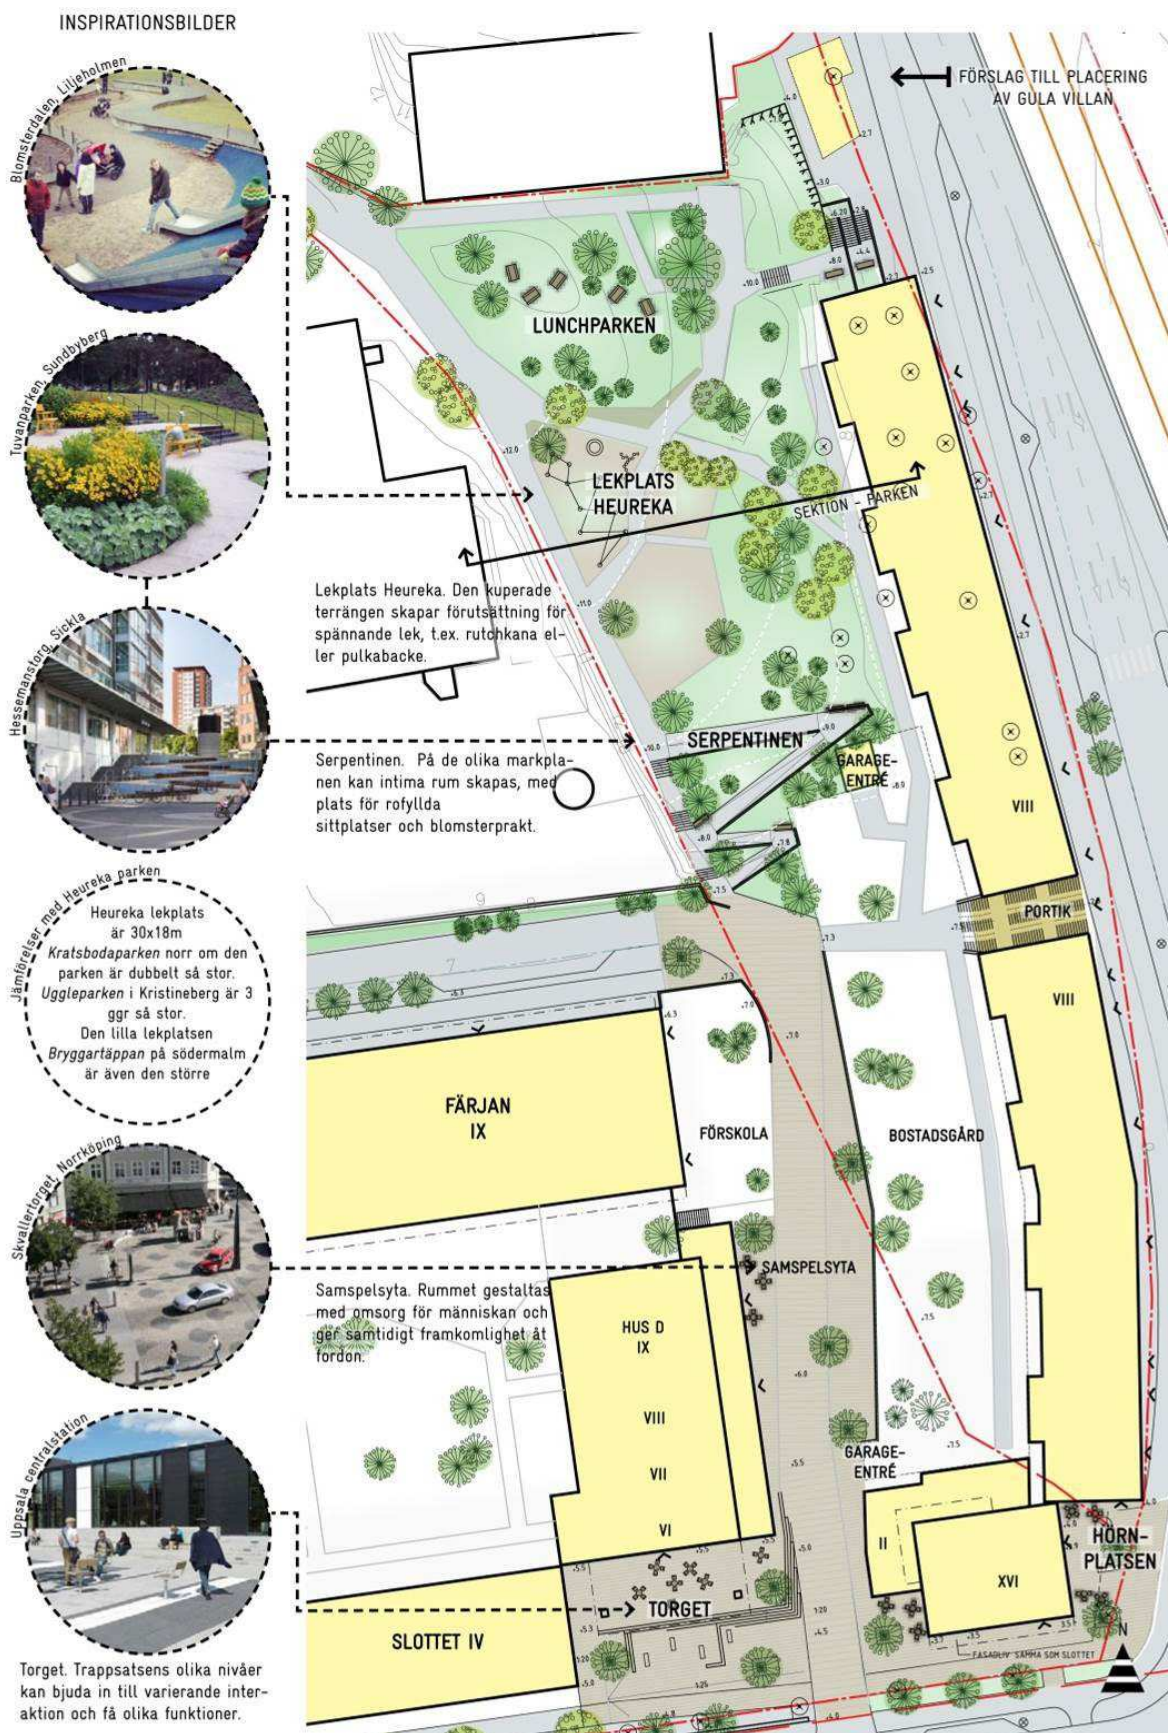 INSPIRATIONSBILDER
Blomsterdalen, Liljeholmen
Tuvanparken, Sundbyberg
Hessemanstorg, Sickla
Jämförelser med Heureka parken
Heureka lekplats
är 30x18m
Kratsbodaparken norr om den
parken är dubbelt så stor.
Uggleparken i Kristineberg är 3
ggr så stor.
Den lilla lekplatsen
Bryggartäppan på södermalm
är även den större
Skvallertorget, Norrköping
Uppsala centralstation
Torget. Trappsatsens olika nivåer
kan bjuda in till varierande inter-
aktion och få olika funktioner.
FÖRSLAG TILL PLACERING
AV GULA VILLAN
LUNCHPARKEN
LEKPLATS
HEUREKA
SEKTION - PARKEN
Lekplats Heureka. Den kuperade
terrängen skapar förutsättning för
spännande lek, t.ex. rutchkana el-
ler pulkabacke.
SERPENTINEN
GARAGE-
ENTRÉ
Serpentinen. På de olika markpla-
nen kan intima rum skapas, med
plats för rofyllda
sittplatser och blomsterprakt.
VIII
PORTIK
VIII
FÄRJAN
IX
FÖRSKOLA
BOSTADSGÅRD
SAMSPELSYTA
Samspelsyta. Rummet gestaltas
med omsorg för människan och
ger samtidigt framkomlighet åt
fordon.
HUS D
IX
VIII
VII
VI
GARAGE-
ENTRÉ
II
XVI
HÖRN-
PLATSEN
TORGET
SLOTTET IV
FASADLIV SAMMA SOM SLOTTET
N